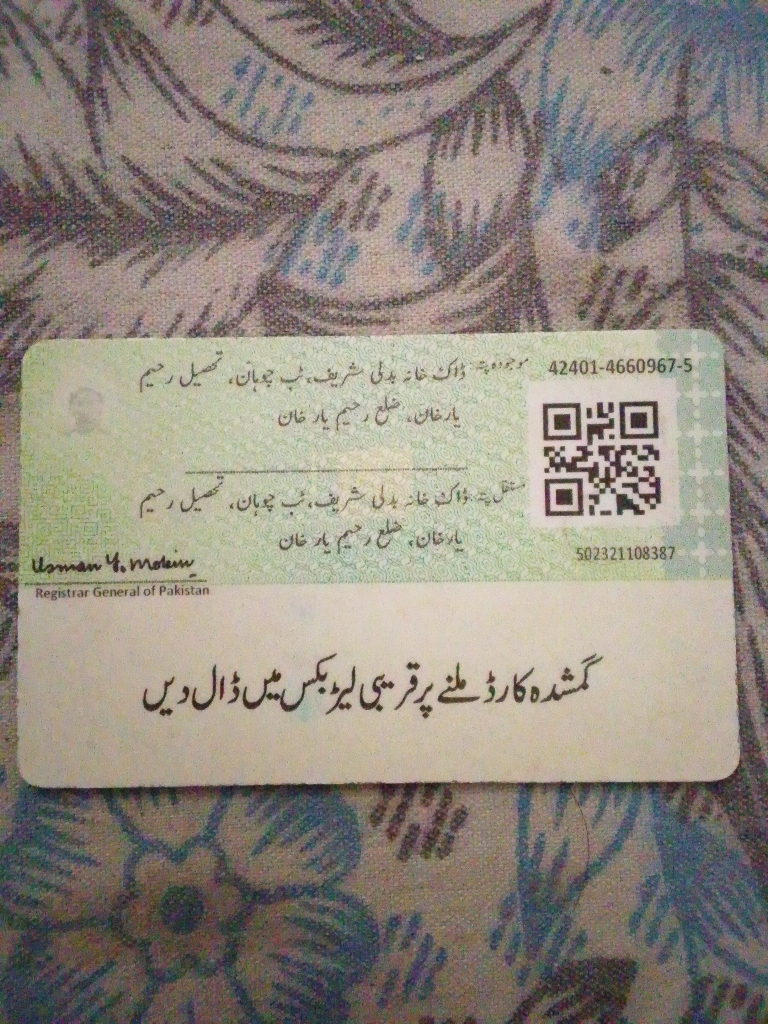 موجودہ پتہ: ڈاک خانہ بدلی شریف، ٹب چوہان، تحصیل رحیم
یار خان، ضلع رحیم یار خان
42401-4660967-5
مستقل پتہ: ڈاک خانہ بدلی شریف، ٹب چوہان، تحصیل رحیم
یار خان، ضلع رحیم یار خان
502321108387
Usman Y. Mobin
Registrar General of Pakistan
گمشدہ کارڈ ملنے پر قریبی لیٹر بکس میں ڈال دیں